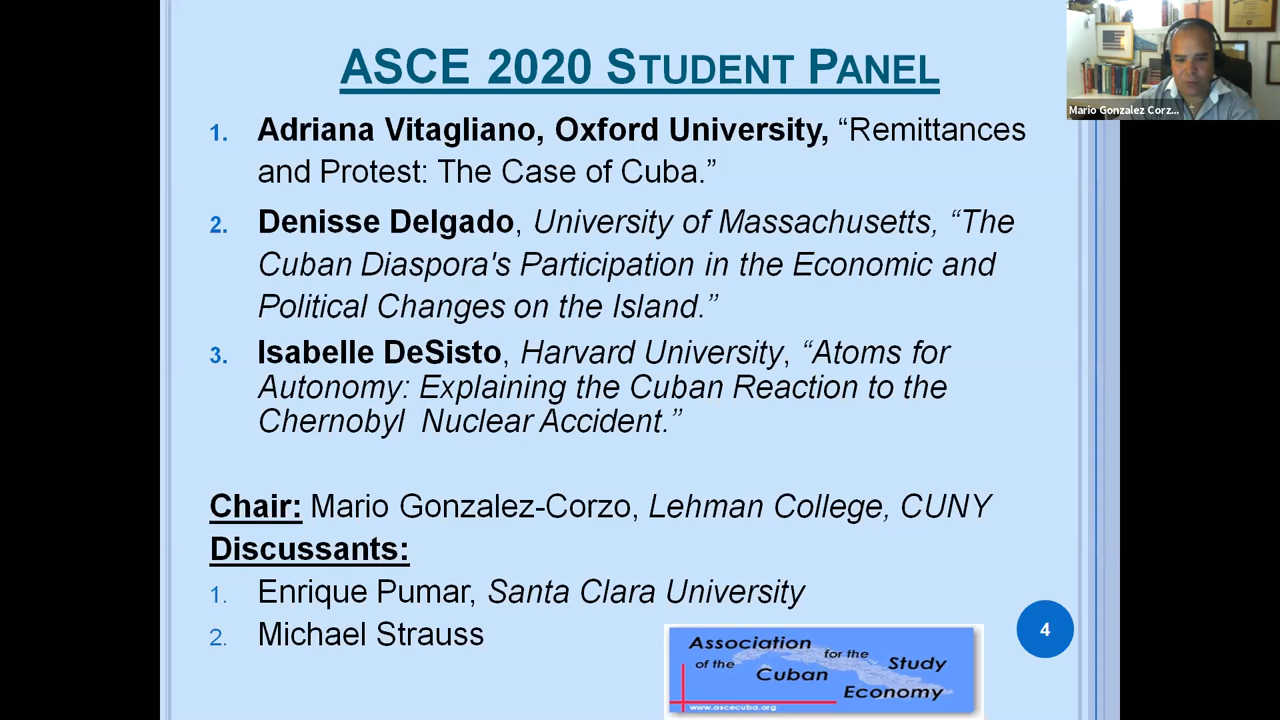 ASCE 2020 STUDENT PANEL
Mario Gonzalez Corz...
1. Adriana Vitagliano, Oxford University, “Remittances
and Protest: The Case of Cuba.”
2. Denisse Delgado, University of Massachusetts, “The
Cuban Diaspora's Participation in the Economic and
Political Changes on the Island.”
3. Isabelle DeSisto, Harvard University, “Atoms for
Autonomy: Explaining the Cuban Reaction to the
Chernobyl Nuclear Accident.”
Chair: Mario Gonzalez-Corzo, Lehman College, CUNY
Discussants:
1. Enrique Pumar, Santa Clara University
2. Michael Strauss
4
Association
for the
of the
Study
Cuban
Economy
www.ascecuba.org